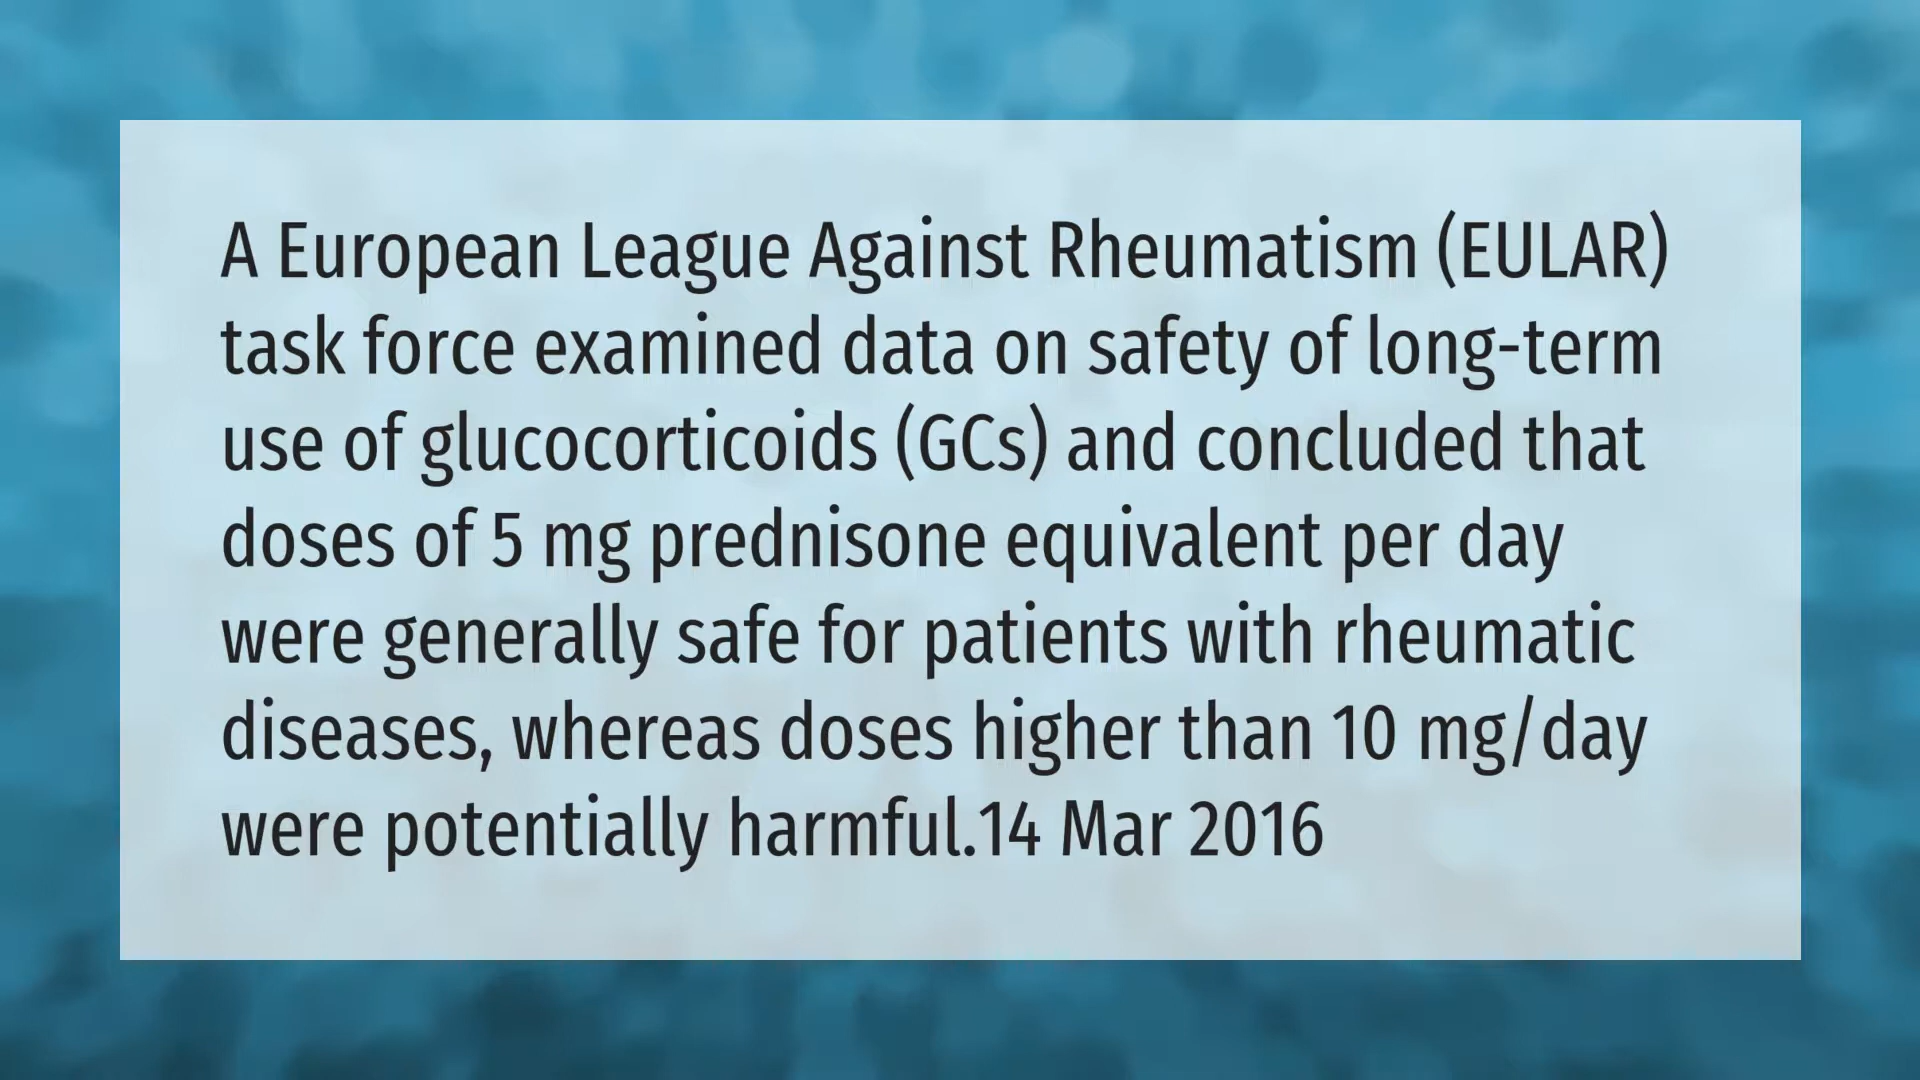 A European League Against Rheumatism (EULAR)
task force examined data on safety of long-term
use of glucocorticoids (GCs) and concluded that
doses of 5 mg prednisone equivalent per day
were generally safe for patients with rheumatic
diseases, whereas doses higher than 10 mg/day
were potentially harmful.14 Mar 2016